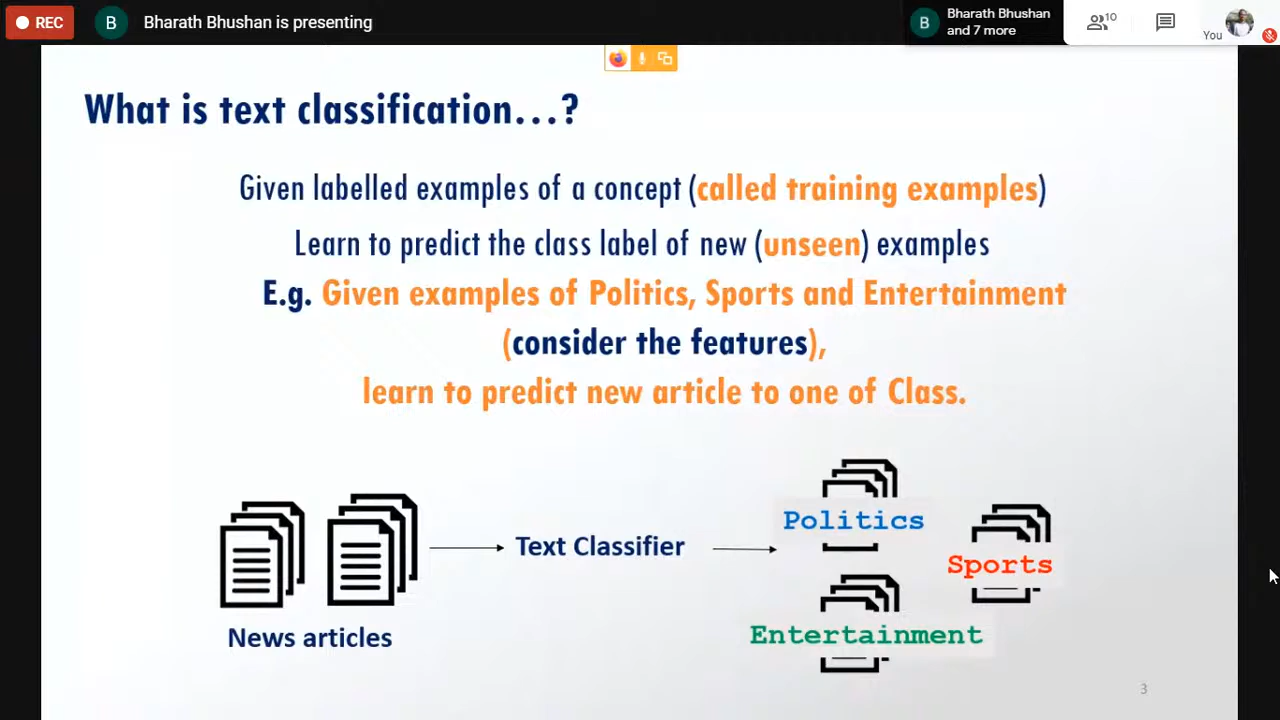 REC
B
Bharath Bhushan is presenting
B
Bharath Bhushan
and 7 more
10
You
What is text classification...?
Given labelled examples of a concept (called training examples)
Learn to predict the class label of new (unseen) examples
E.g. Given examples of Politics, Sports and Entertainment
(consider the features),
learn to predict new article to one of Class.
Politics
Text Classifier
Sports
Entertainment
News articles
3